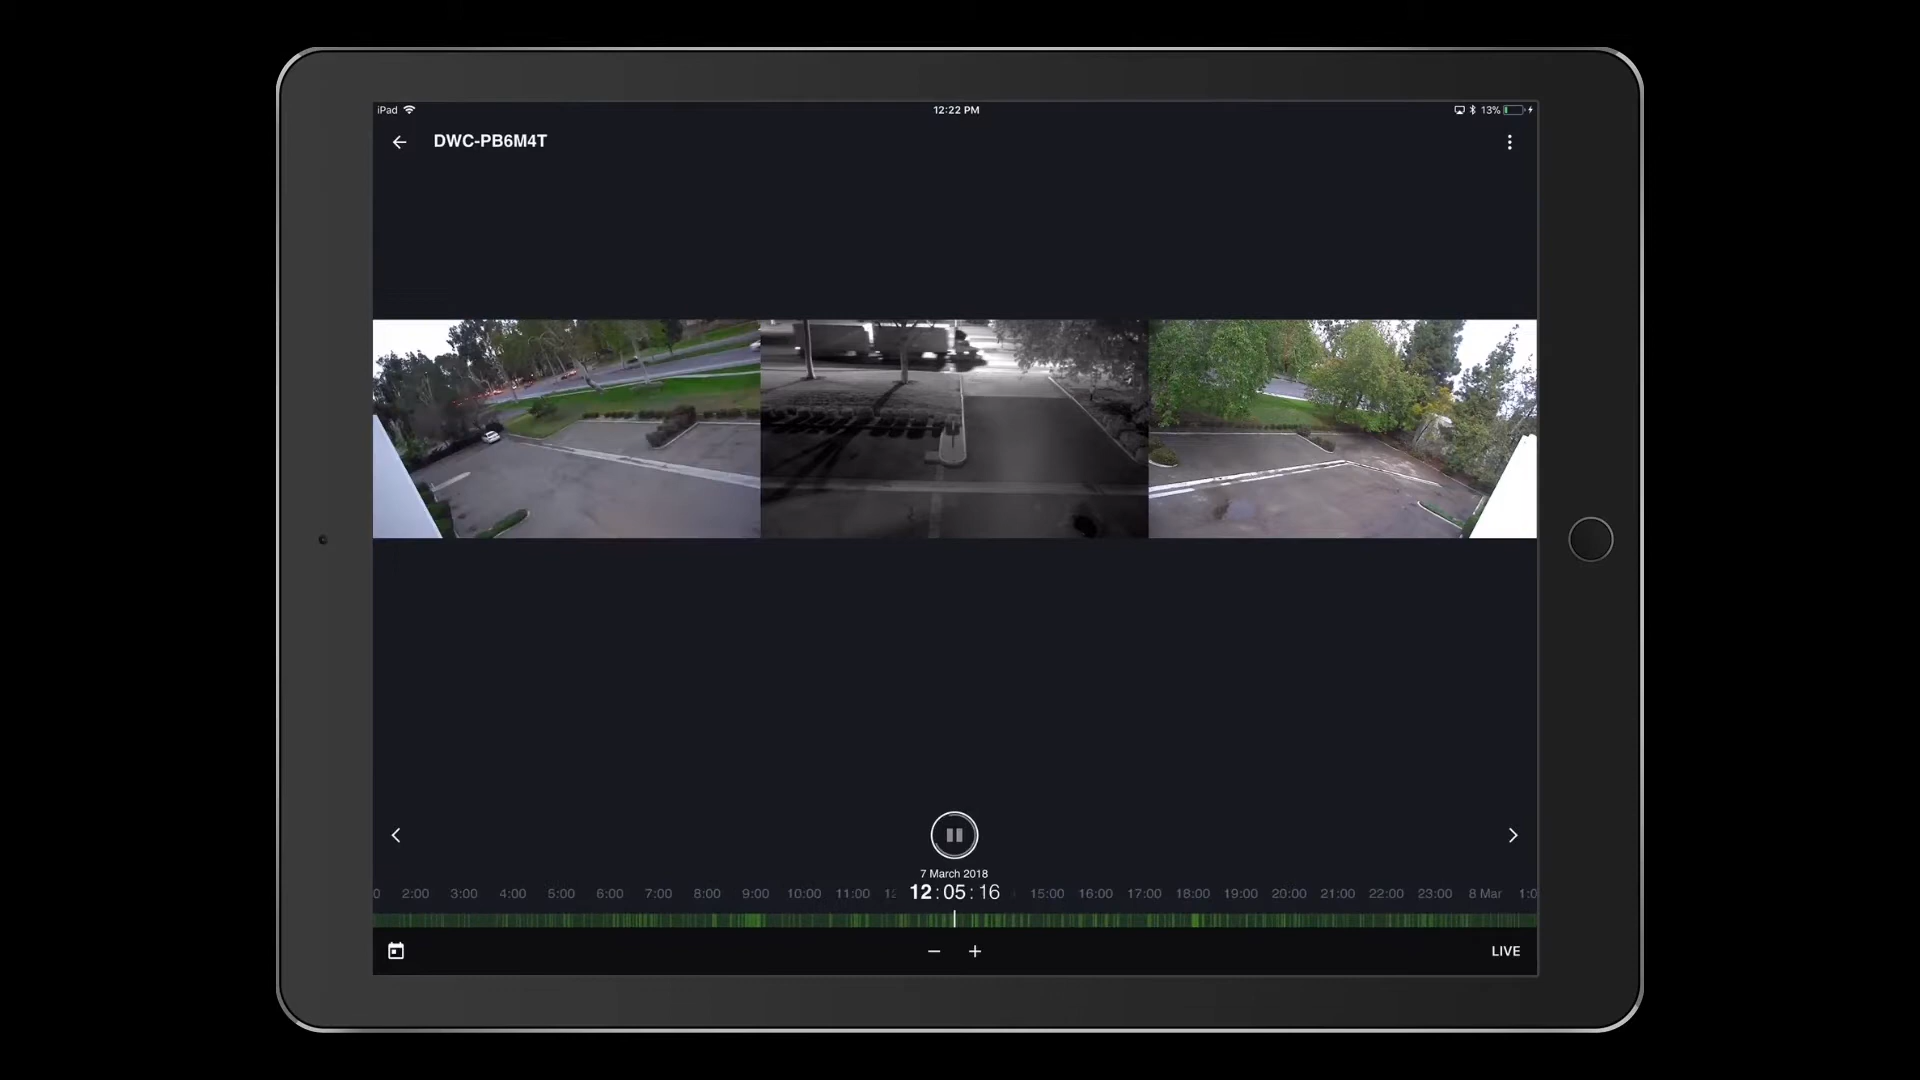 iPad 12:22 PM 13%
DWC-PB6M4T
7 March 2018
12:05:16
0 2:00 3:00 4:00 5:00 6:00 7:00 8:00 9:00 10:00 11:00 15:00 16:00 17:00 18:00 19:00 20:00 21:00 22:00 23:00 8 Mar
− + LIVE